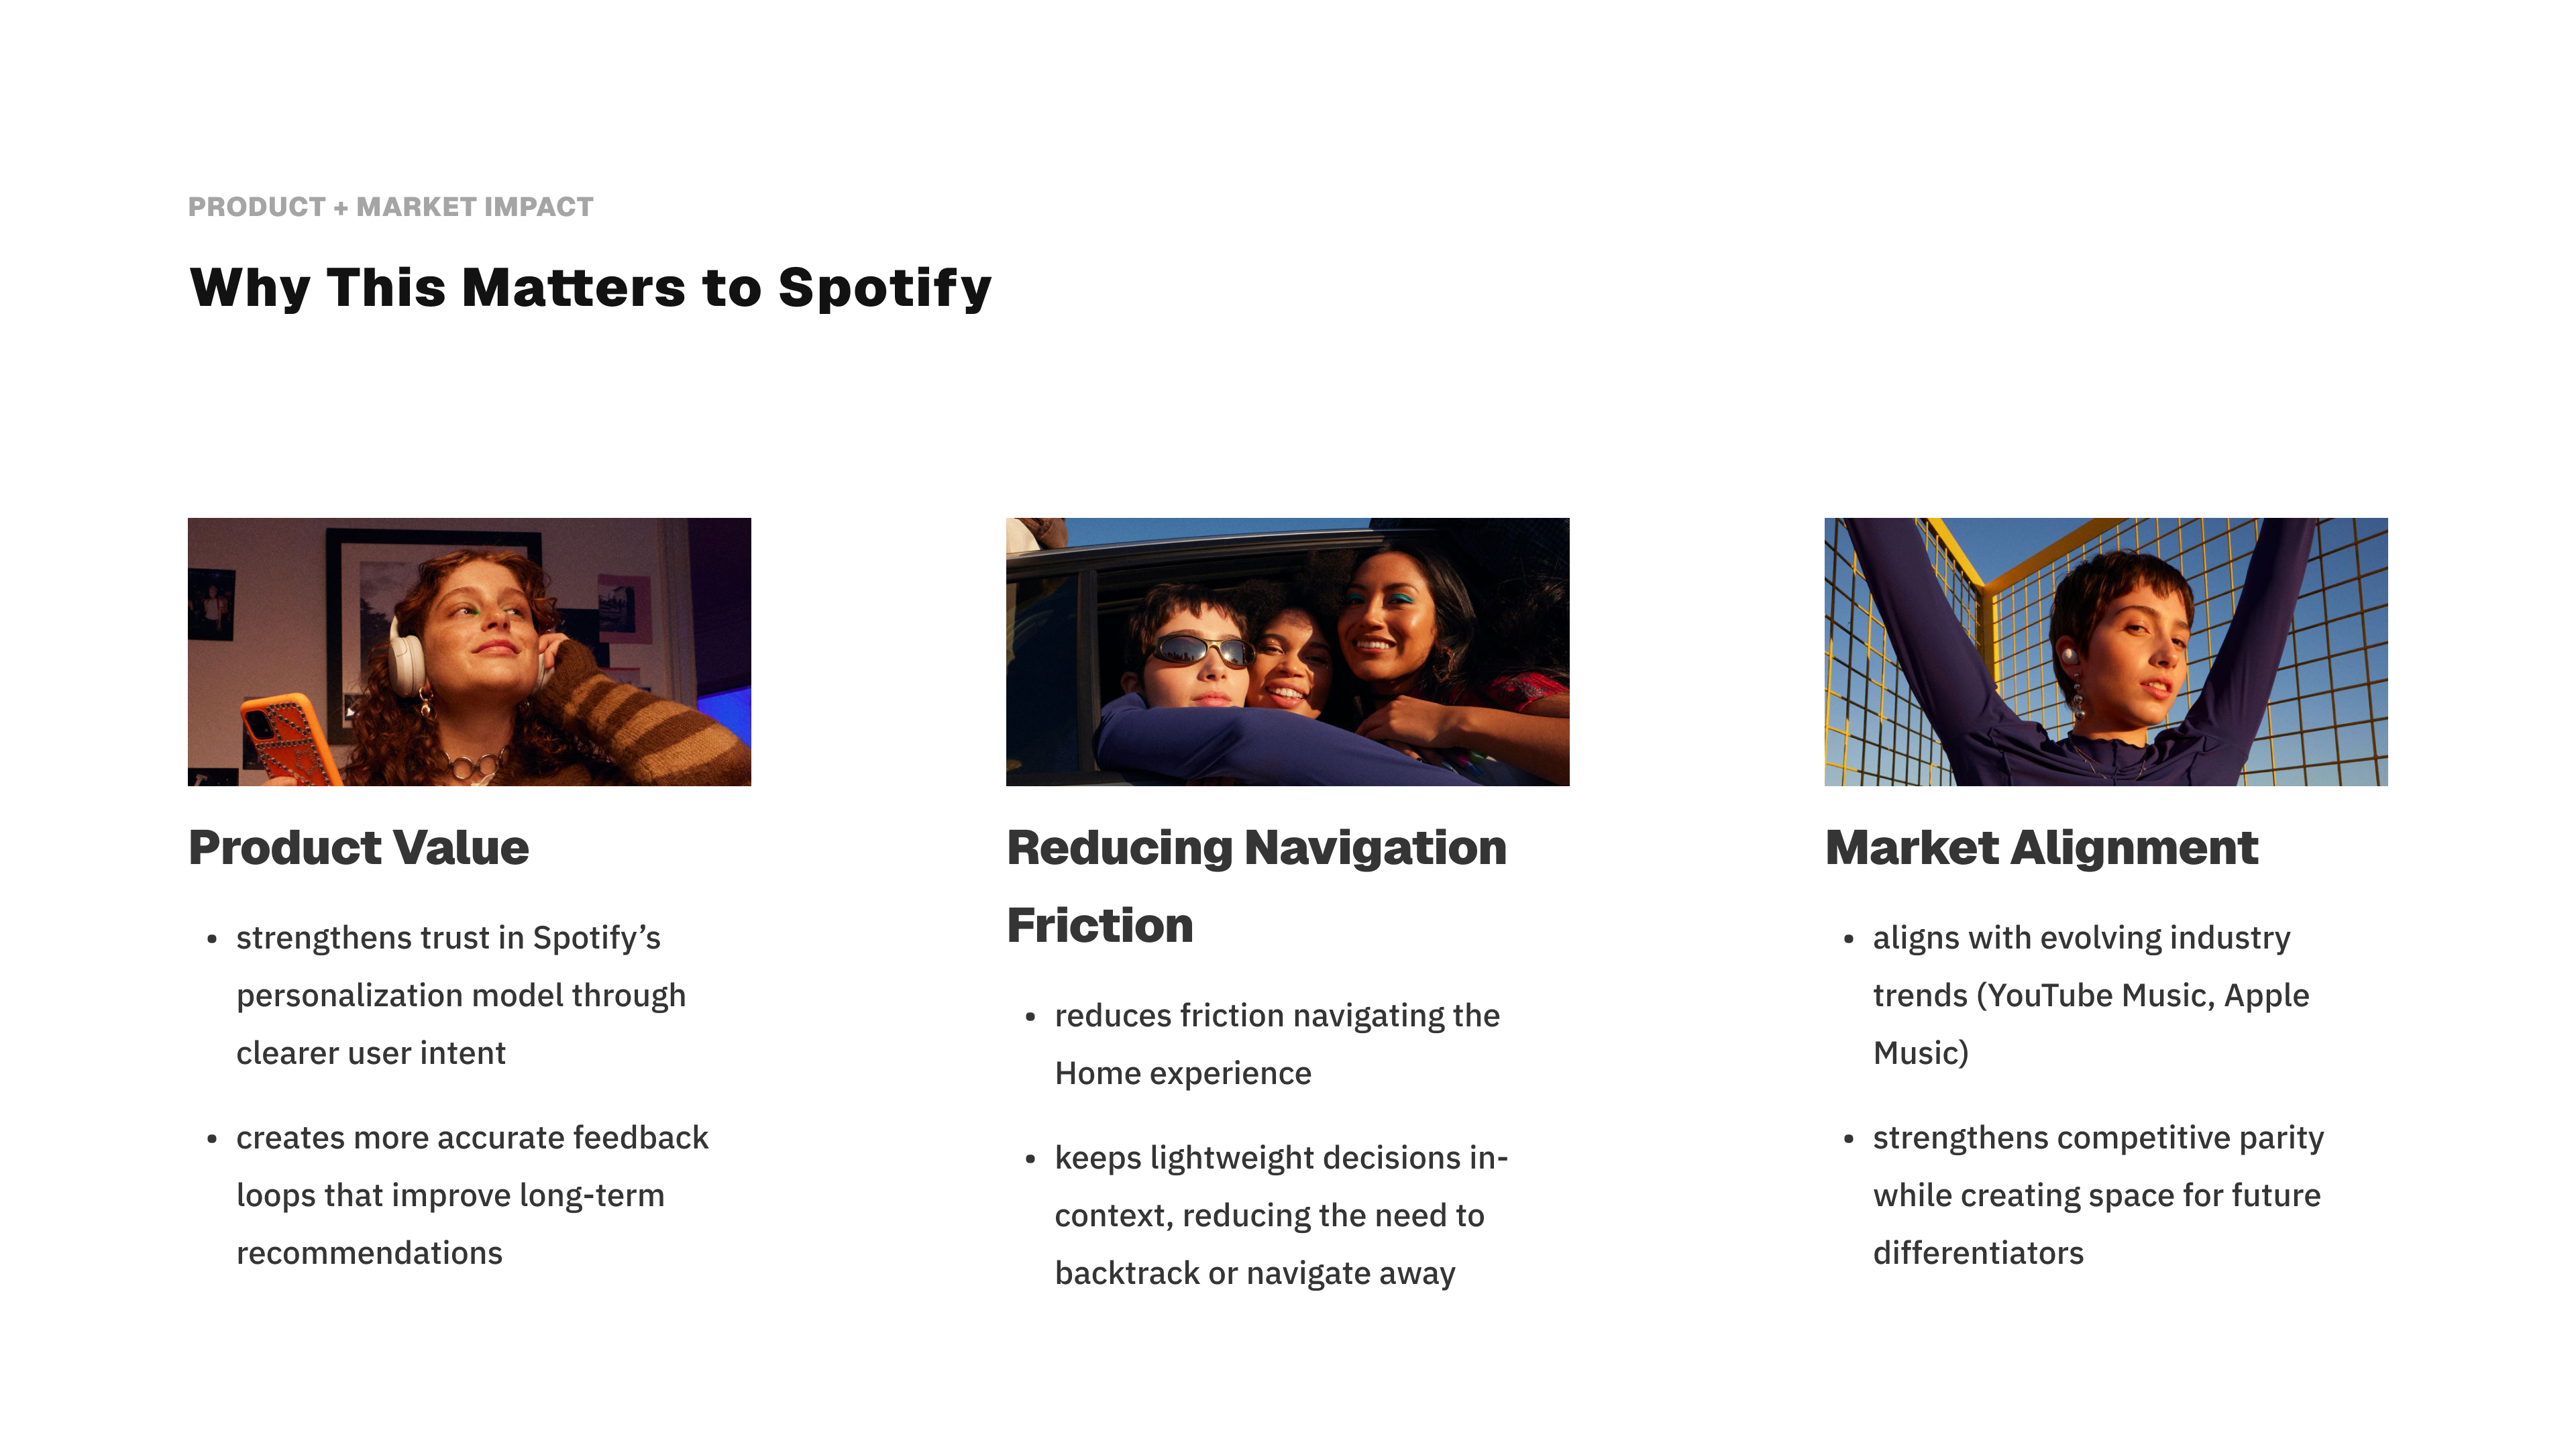 PRODUCT + MARKET IMPACT
Why This Matters to Spotify
Product Value
• strengthens trust in Spotify’s
personalization model through
clearer user intent
• creates more accurate feedback
loops that improve long-term
recommendations
Reducing Navigation
Friction
• reduces friction navigating the
Home experience
• keeps lightweight decisions in-
context, reducing the need to
backtrack or navigate away
Market Alignment
• aligns with evolving industry
trends (YouTube Music, Apple
Music)
• strengthens competitive parity
while creating space for future
differentiators